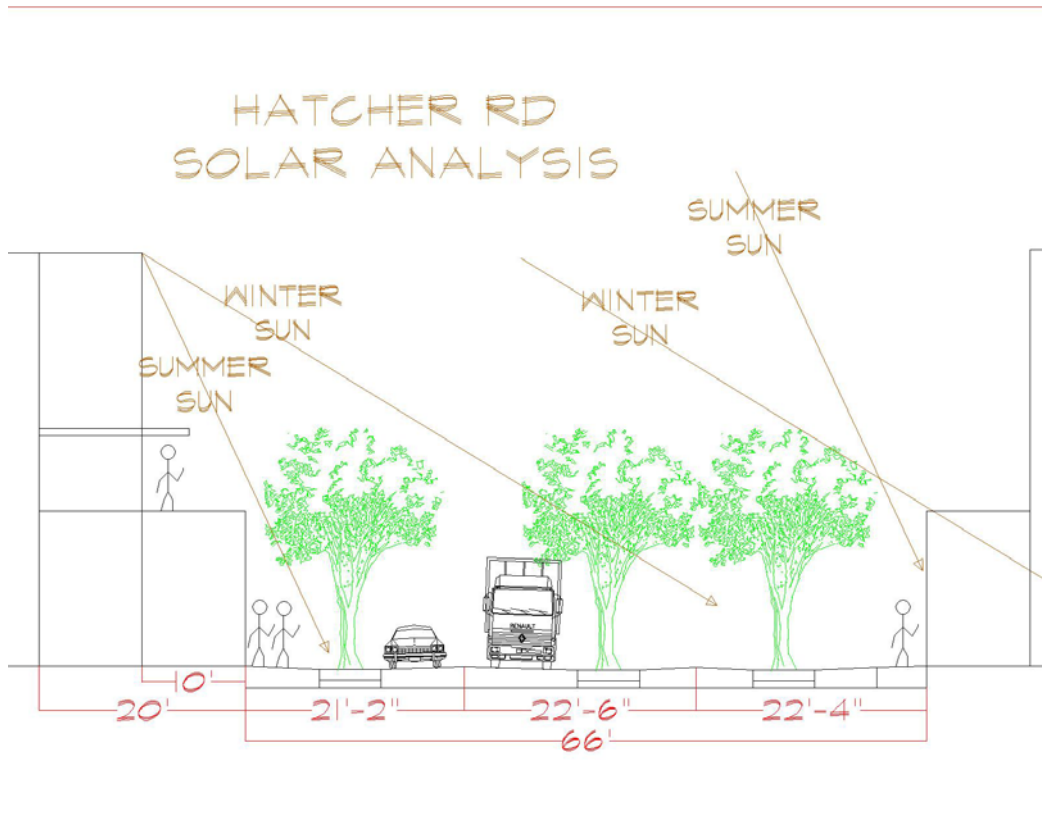 HATCHER RD
SOLAR ANALYSIS
SUMMER
SUN
WINTER
SUN
WINTER
SUN
SUMMER
SUN
RENAULT
10'
20'
21'-2"
22'-6"
22'-4"
66'